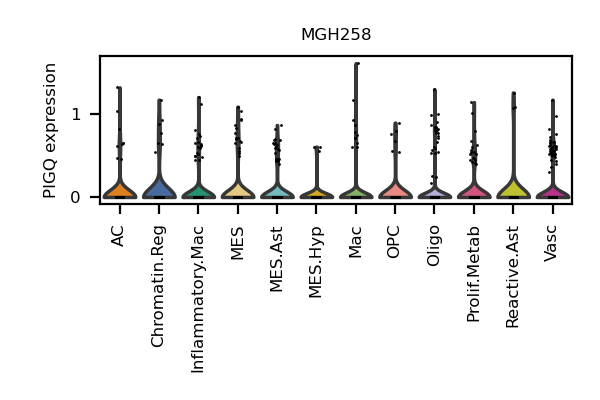 MGH258
PIGQ expression
1
0
AC
Chromatin.Reg
Inflammatory.Mac
MES
MES.Ast
MES.Hyp
Mac
OPC
Oligo
Prolif.Metab
Reactive.Ast
Vasc